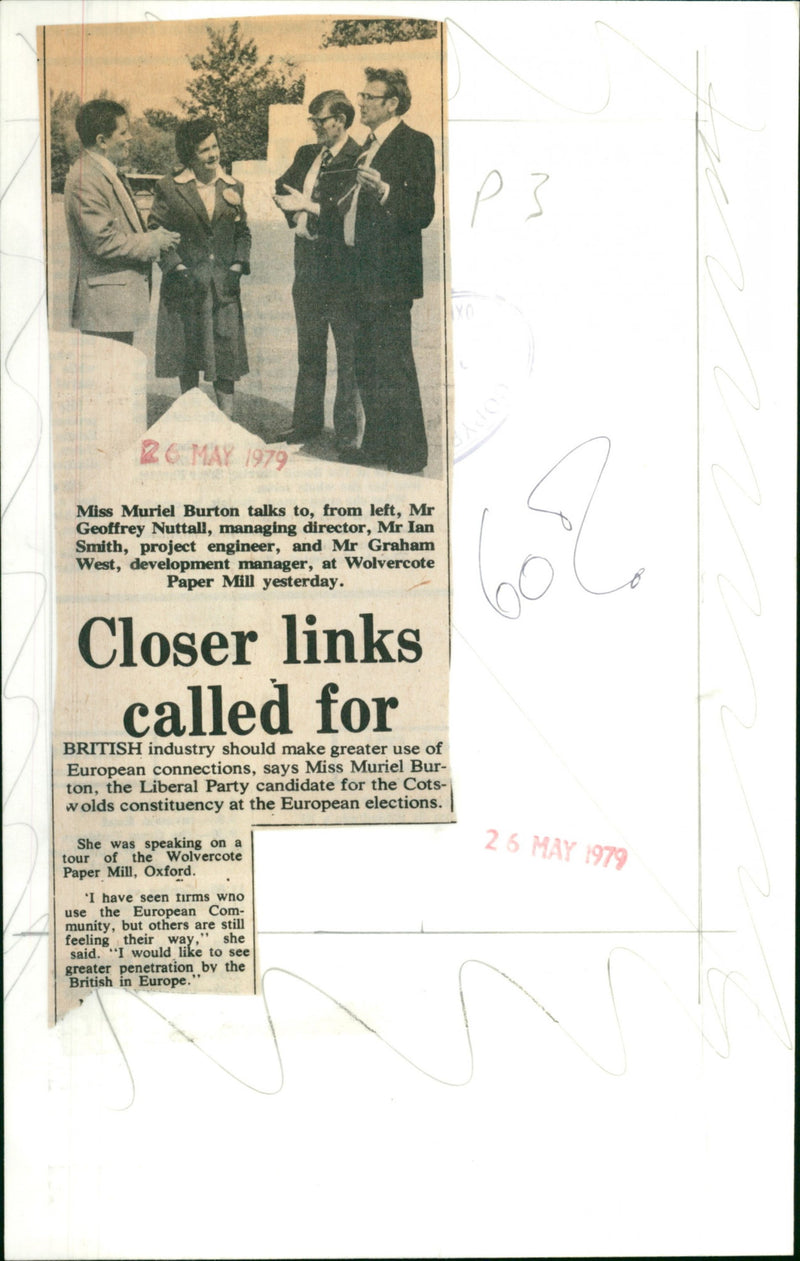 P 3
COPYR
26 MAY 1979
Miss Muriel Burton talks to, from left, Mr
Geoffrey Nuttall, managing director, Mr Ian
Smith, project engineer, and Mr Graham
West, development manager, at Wolvercote
Paper Mill yesterday.
60%
Closer links
called for
BRITISH industry should make greater use of
European connections, says Miss Muriel Bur-
ton, the Liberal Party candidate for the Cots-
wolds constituency at the European elections.
26 MAY 1979
She was speaking on a
tour of the Wolvercote
Paper Mill, Oxford.
'I have seen firms who
use the European Com-
munity, but others are still
feeling their way," she
said. "I would like to see
greater penetration by the
British in Europe."